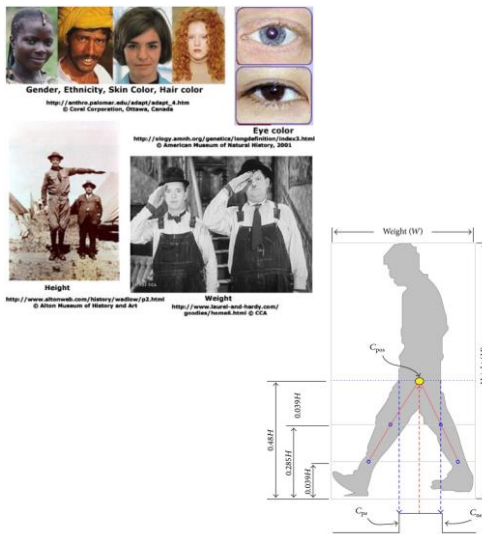 Gender, Ethnicity, Skin Color, Hair color
http://anthro.palomar.edu/adapt/adapt_4.htm
© Corel Corporation, Ottawa, Canada
Eye color
http://ology.amnh.org/genetics/longdefinition/index3.html
© American Museum of Natural History, 2001
Height
http://www.altonweb.com/history/wadlow/p2.html
© Alton Museum of History and Art
Weight
http://www.laurel-and-hardy.com/
goodies/home6.html © CCA
Weight (W)
Cpos
0.039H
0.48H
0.285H
0.039H
Cpe